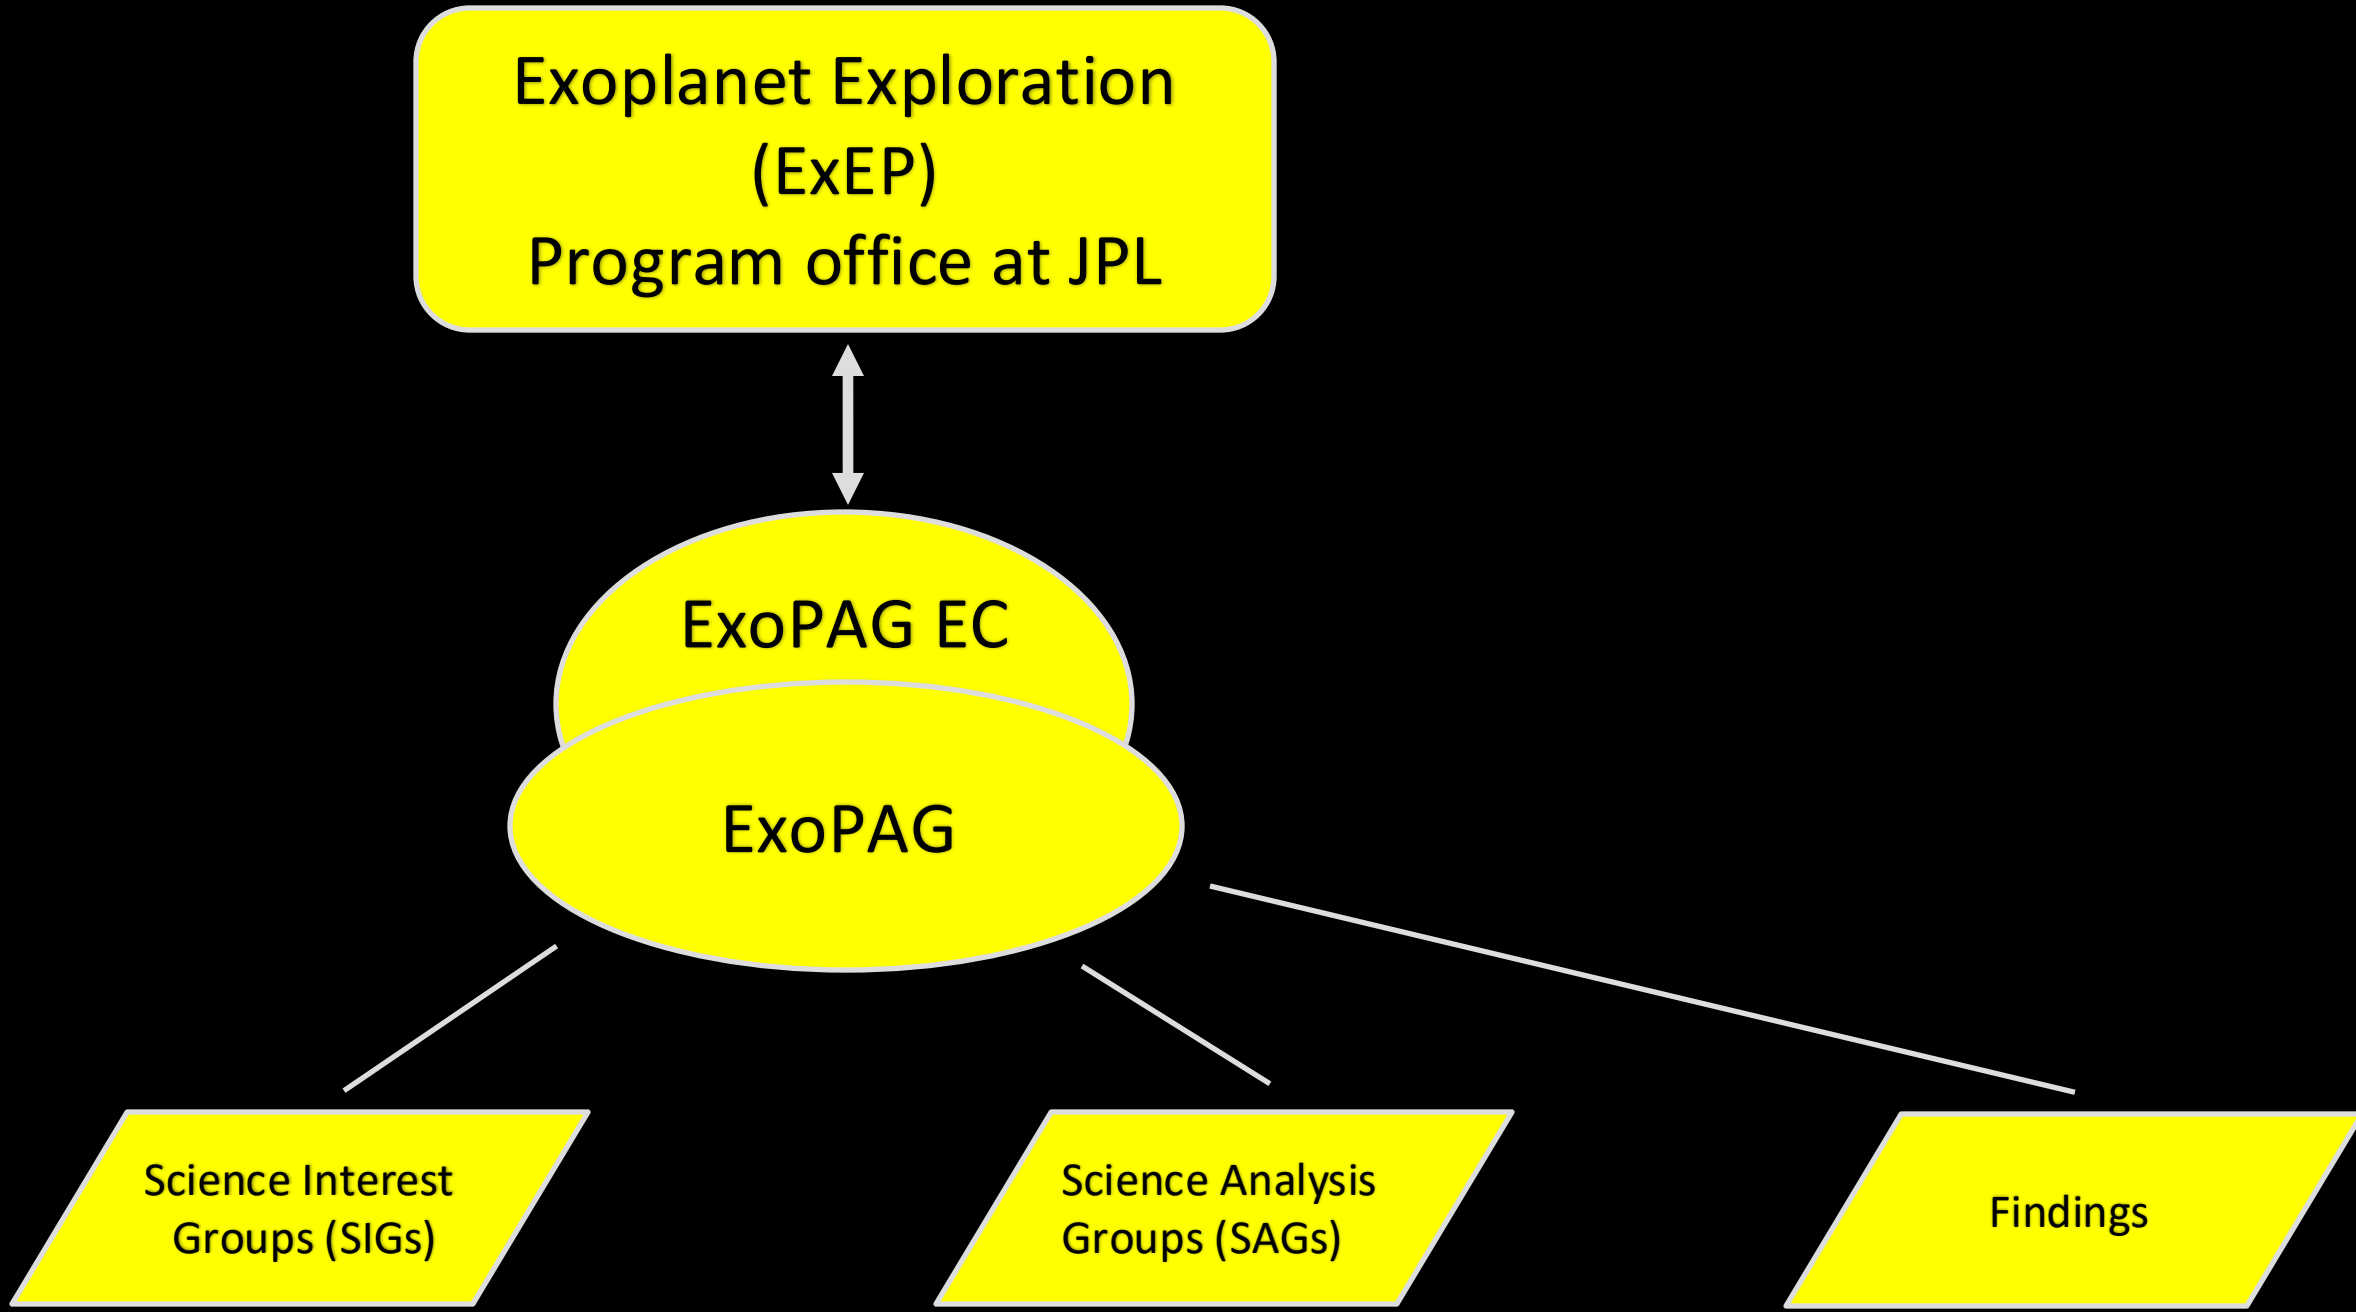 Exoplanet Exploration
(ExEP)
Program office at JPL
ExoPAG EC
ExoPAG
Science Interest
Groups (SIGs)
Science Analysis
Groups (SAGs)
Findings